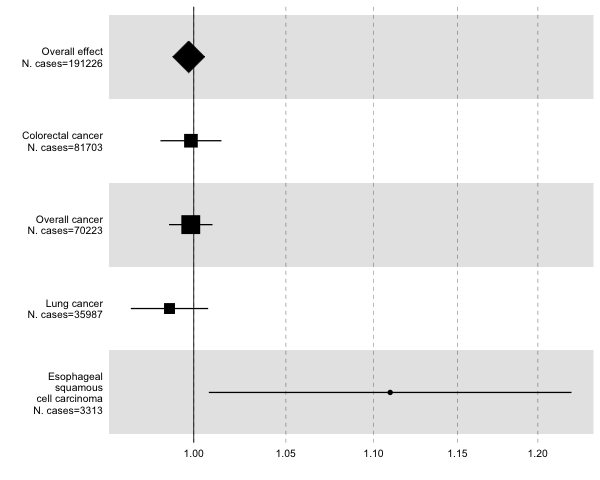 Overall effect
N. cases=191226
Colorectal cancer
N. cases=81703
Overall cancer
N. cases=70223
Lung cancer
N. cases=35987
Esophageal
squamous
cell carcinoma
N. cases=3313
1.00 1.05 1.10 1.15 1.20